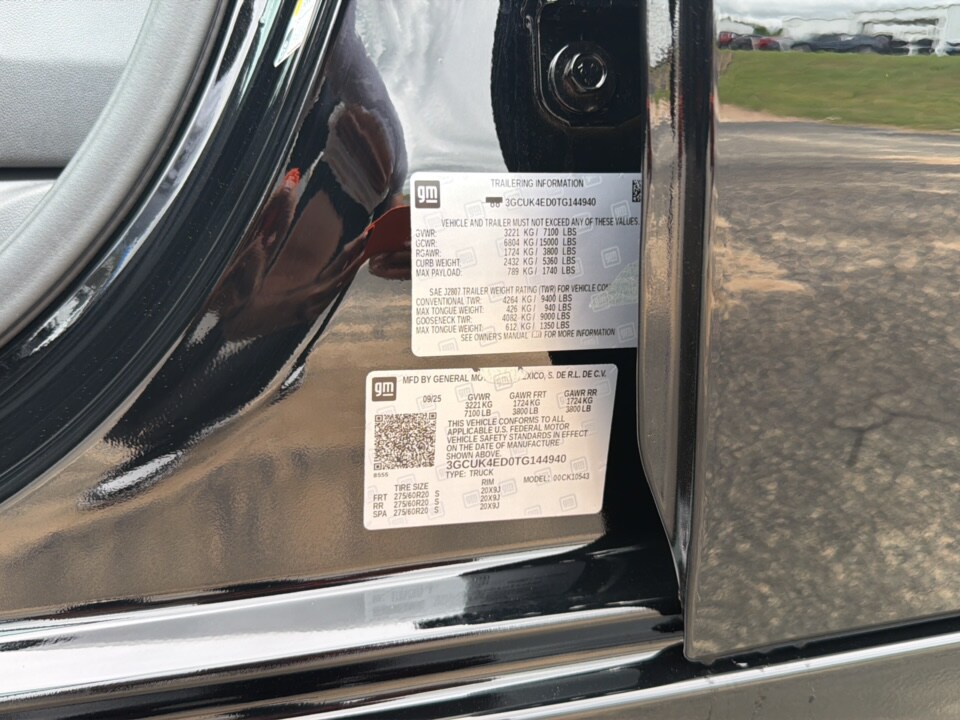 gm
TRAILERING INFORMATION
3GCUK4ED0TG144940
VEHICLE AND TRAILER MUST NOT EXCEED ANY OF THESE VALUES.
GVWR: 3221 KG / 7100 LBS
GCWR: 6804 KG / 15000 LBS
RGAWR: 1724 KG / 3800 LBS
CURB WEIGHT: 2432 KG / 5360 LBS
MAX PAYLOAD: 789 KG / 1740 LBS
SAE J2807 TRAILER WEIGHT RATING (TWR) FOR VEHICLE
CONVENTIONAL TWR: 4264 KG / 9400 LBS
MAX TONGUE WEIGHT: 426 KG / 940 LBS
GOOSENECK TWR: 4082 KG / 9000 LBS
MAX TONGUE WEIGHT: 612 KG / 1350 LBS
SEE OWNER'S MANUAL FOR MORE INFORMATION
gm
MFD BY GENERAL S. DE R.L. DE C.V.
09/25 GVWR GAWR FRT GAWR RR
3221 KG 1724 KG 1724 KG
7100 LB 3800 LB 3800 LB
THIS VEHICLE CONFORMS TO ALL
APPLICABLE U.S. FEDERAL MOTOR
VEHICLE SAFETY STANDARDS IN EFFECT
ON THE DATE OF MANUFACTURE
SHOWN ABOVE.
3GCUK4ED0TG144940
TYPE: TRUCK MODEL:
TIRE SIZE RIM
FRT 275/60R20 S 20X9J
RR 275/60R20 S 20X9J
SPA 275/60R20 S 20X9J